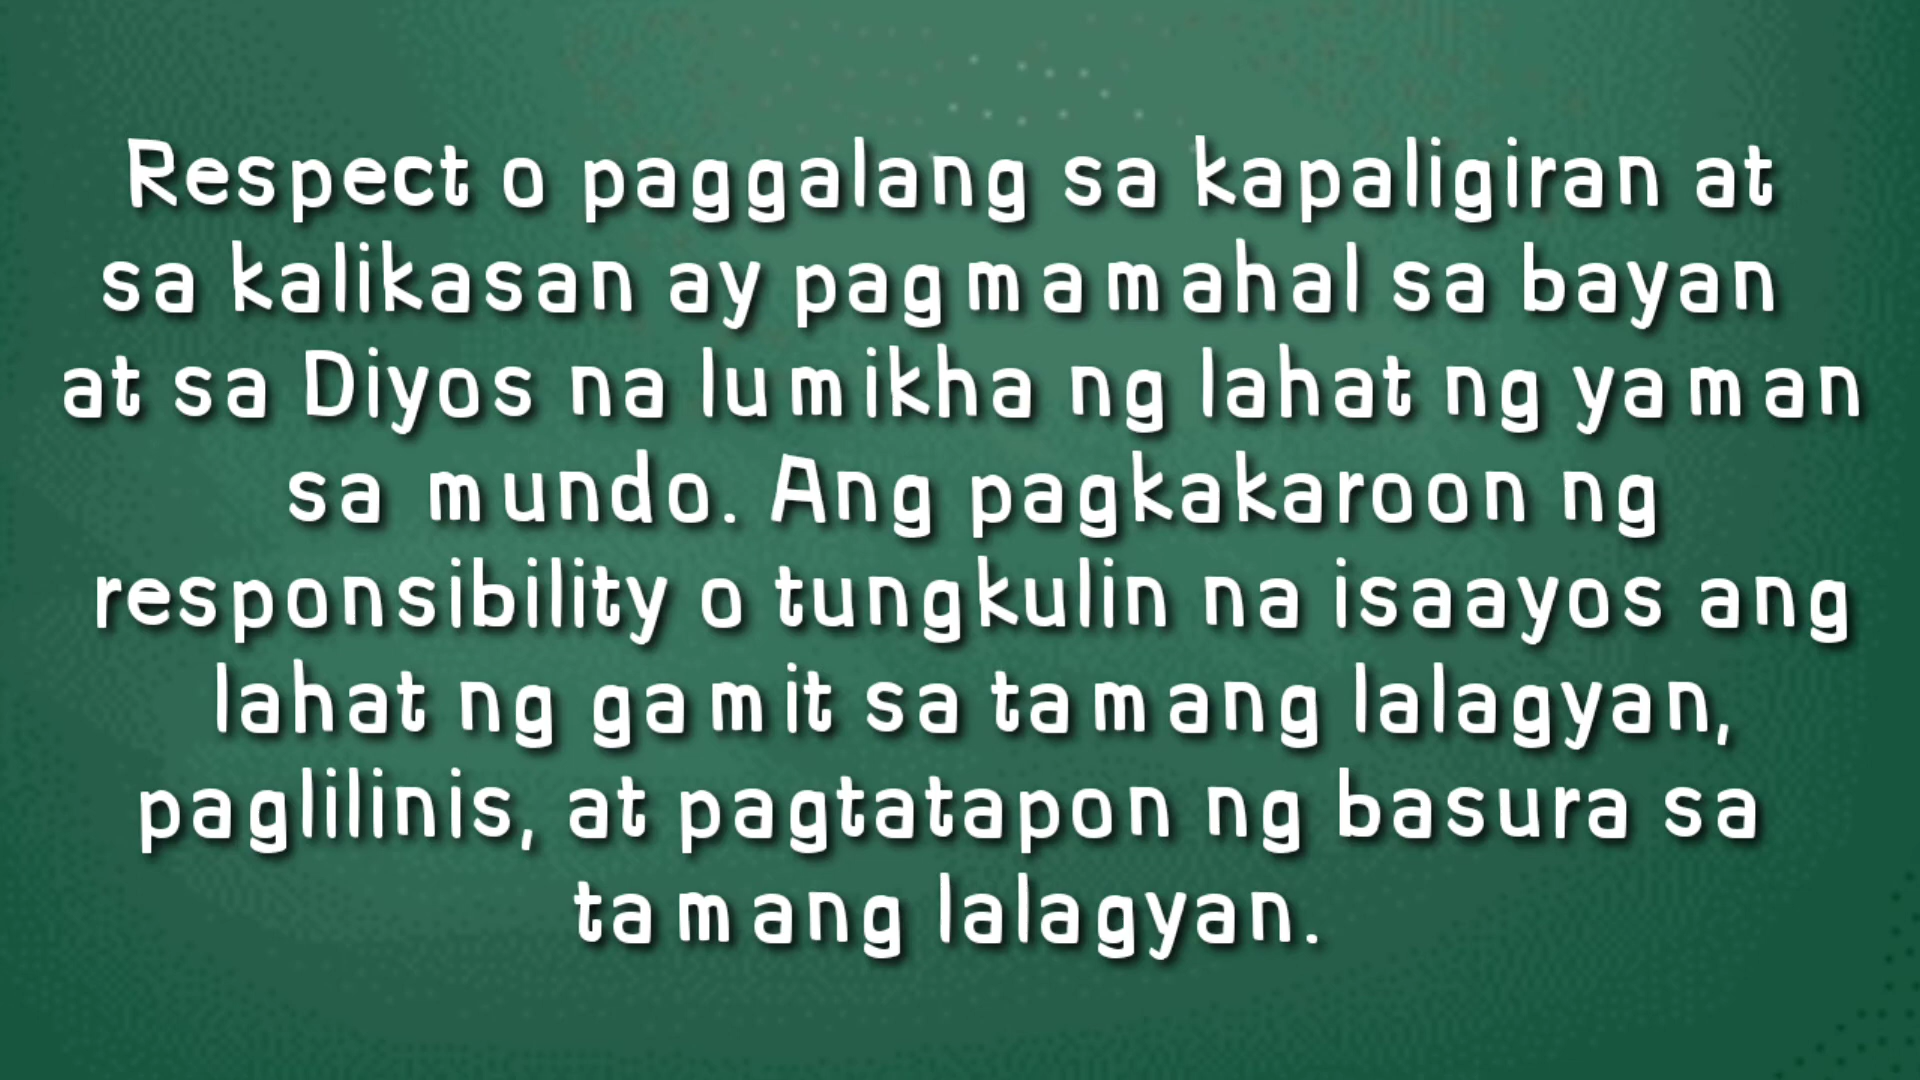 Respect o paggalang sa kapaligiran at
sa kalikasan ay pagmamahal sa bayan
at sa Diyos na lumikha ng lahat ng yaman
sa mundo. Ang pagkakaroon ng
responsibility o tungkulin na isaayos ang
lahat ng gamit sa tamang lalagyan,
paglilinis, at pagtatapon ng basura sa
tamang lalagyan.